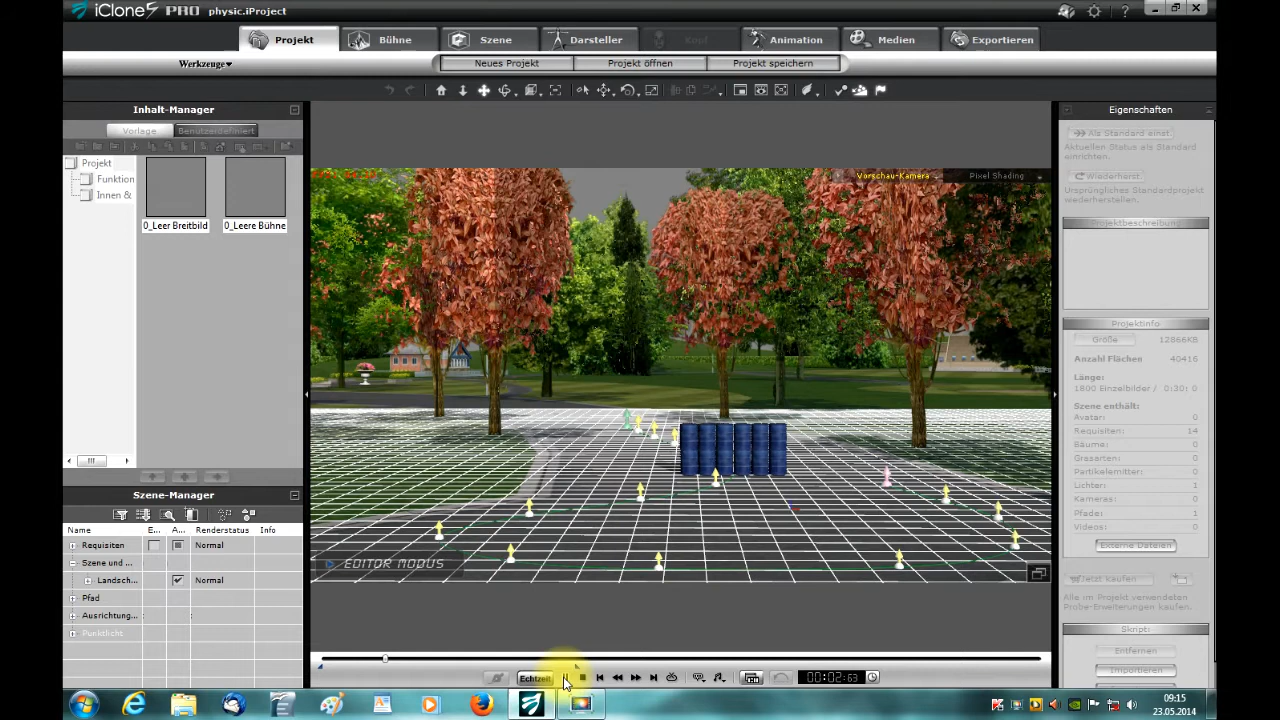 iClone5 PRO physic.iProject
Projekt Bühne Szene Darsteller Kopf Animation Medien Exportieren
Werkzeuge
Neues Projekt Projekt öffnen Projekt speichern
Inhalt-Manager
Vorlage Benutzerdefiniert
Projekt
Funktion
Innen &
0_Leer Breitbild 0_Leere Bühne
Szene-Manager
Name E... A... Renderstatus Info
Requisiten Normal
Szene und ...
Landsch... Normal
Pfad
Ausrichtung...
Punktlicht
Vorschau-Kamera Pixel Shading
EDITOR MODUS
Echtzeit
00:02:63
Eigenschaften
Als Standard einst.
Aktuellen Status als Standard
einrichten.
Wiederherst.
Ursprüngliches Standardprojekt
wiederherstellen.
Projektbeschreibung
Projektinfo
Größe 12866KB
Anzahl Flächen 40416
Länge:
1800 Einzelbilder / 0:30: 0
Szene enthält:
Avatar: 0
Requisiten: 14
Bäume: 0
Grasarten: 0
Partikelemitter: 0
Lichter: 1
Kameras: 0
Pfade: 1
Videos: 0
Externe Dateien
Jetzt Kaufen
Alle im Projekt verwendeten
Probe-Erweiterungen kaufen.
Skript:
Entfernen
Importieren
09:15
23.05.2014